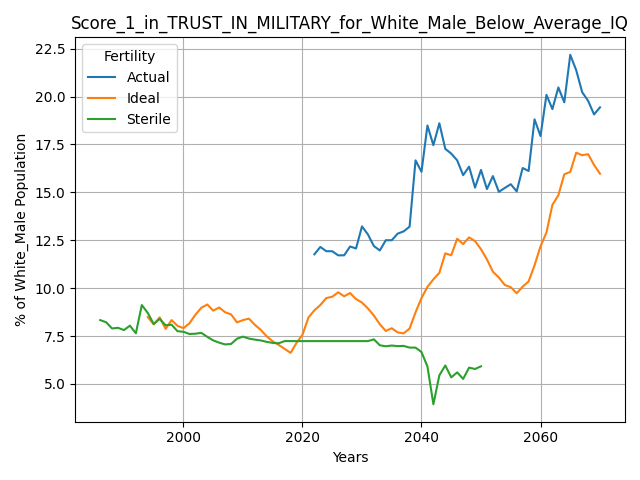 Score_1_in_TRUST_IN_MILITARY_for_White_Male_Below_Average_IQ
Fertility
Actual
Ideal
Sterile
% of White_Male Population
22.5
20.0
17.5
15.0
12.5
10.0
7.5
5.0
2000
2020
2040
2060
Years